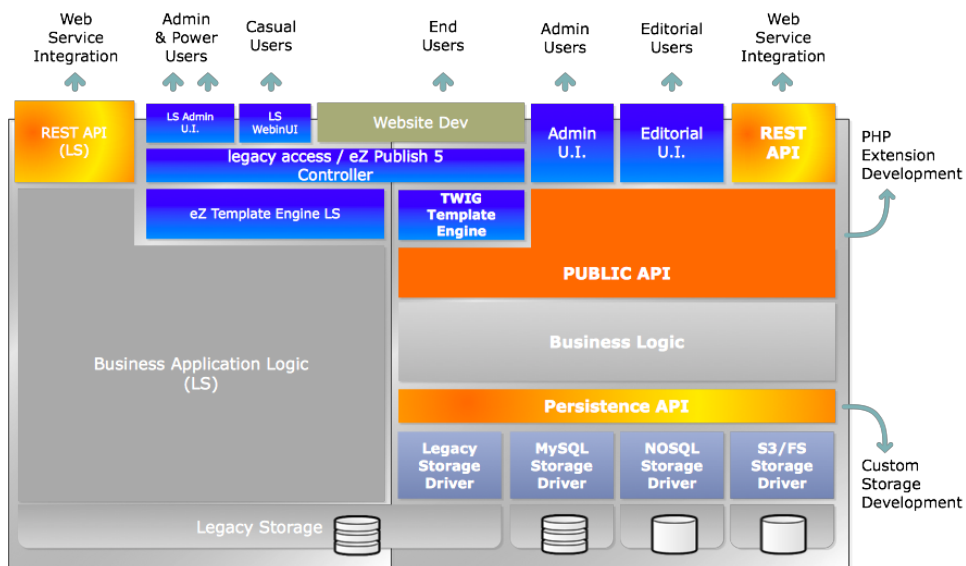 Web
Service
Integration
Admin
& Power
Users
Casual
Users
End
Users
Admin
Users
Editorial
Users
Web
Service
Integration
REST API
(LS)
LS Admin
U.I.
LS
WebinUI
Website Dev
Admin
U.I.
Editorial
U.I.
REST
API
legacy access / eZ Publish 5
Controller
PHP
Extension
Development
eZ Template Engine LS
TWIG
Template
Engine
PUBLIC API
Business Logic
Business Application Logic
(LS)
Persistence API
Legacy
Storage
Driver
MySQL
Storage
Driver
NOSQL
Storage
Driver
S3/FS
Storage
Driver
Custom
Storage
Development
Legacy Storage